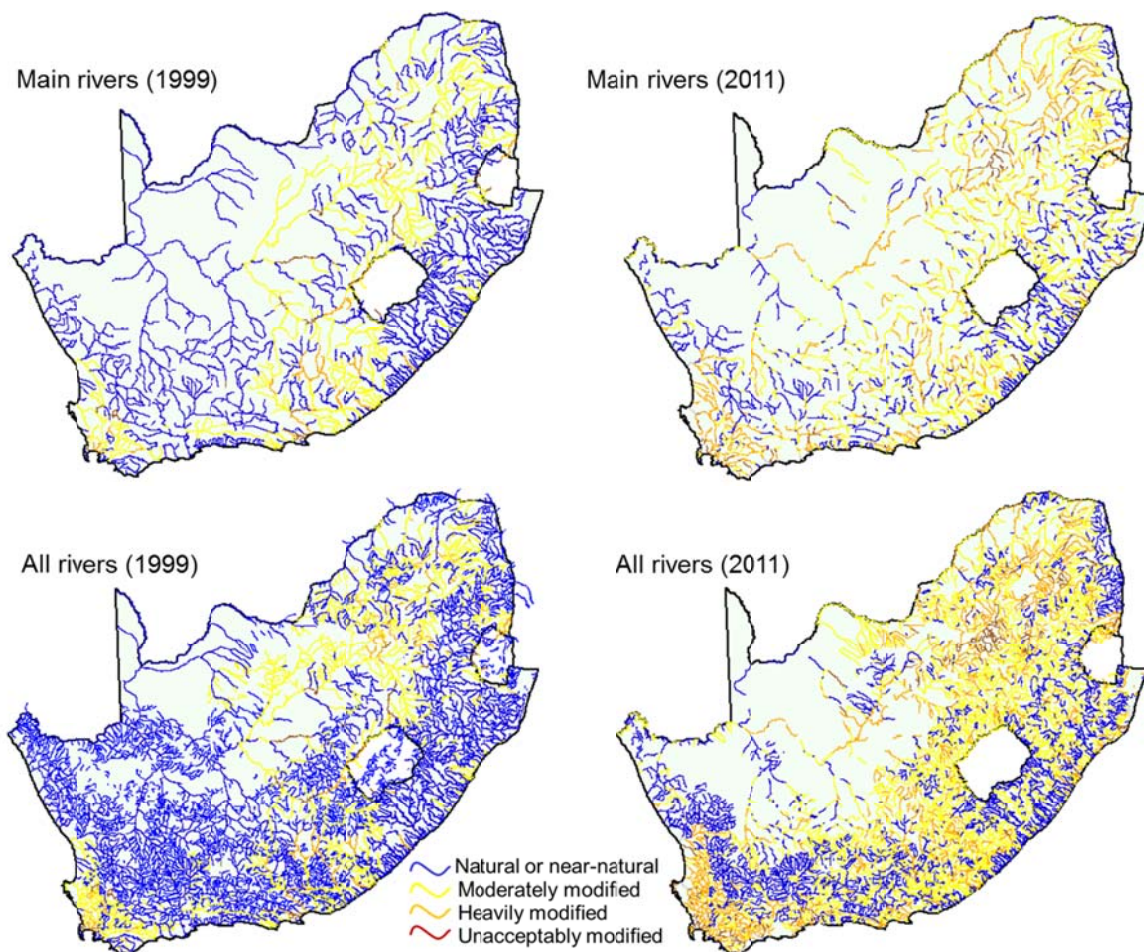 Main rivers (1999)
Main rivers (2011)
All rivers (1999)
All rivers (2011)
Natural or near-natural
Moderately modified
Heavily modified
Unacceptably modified